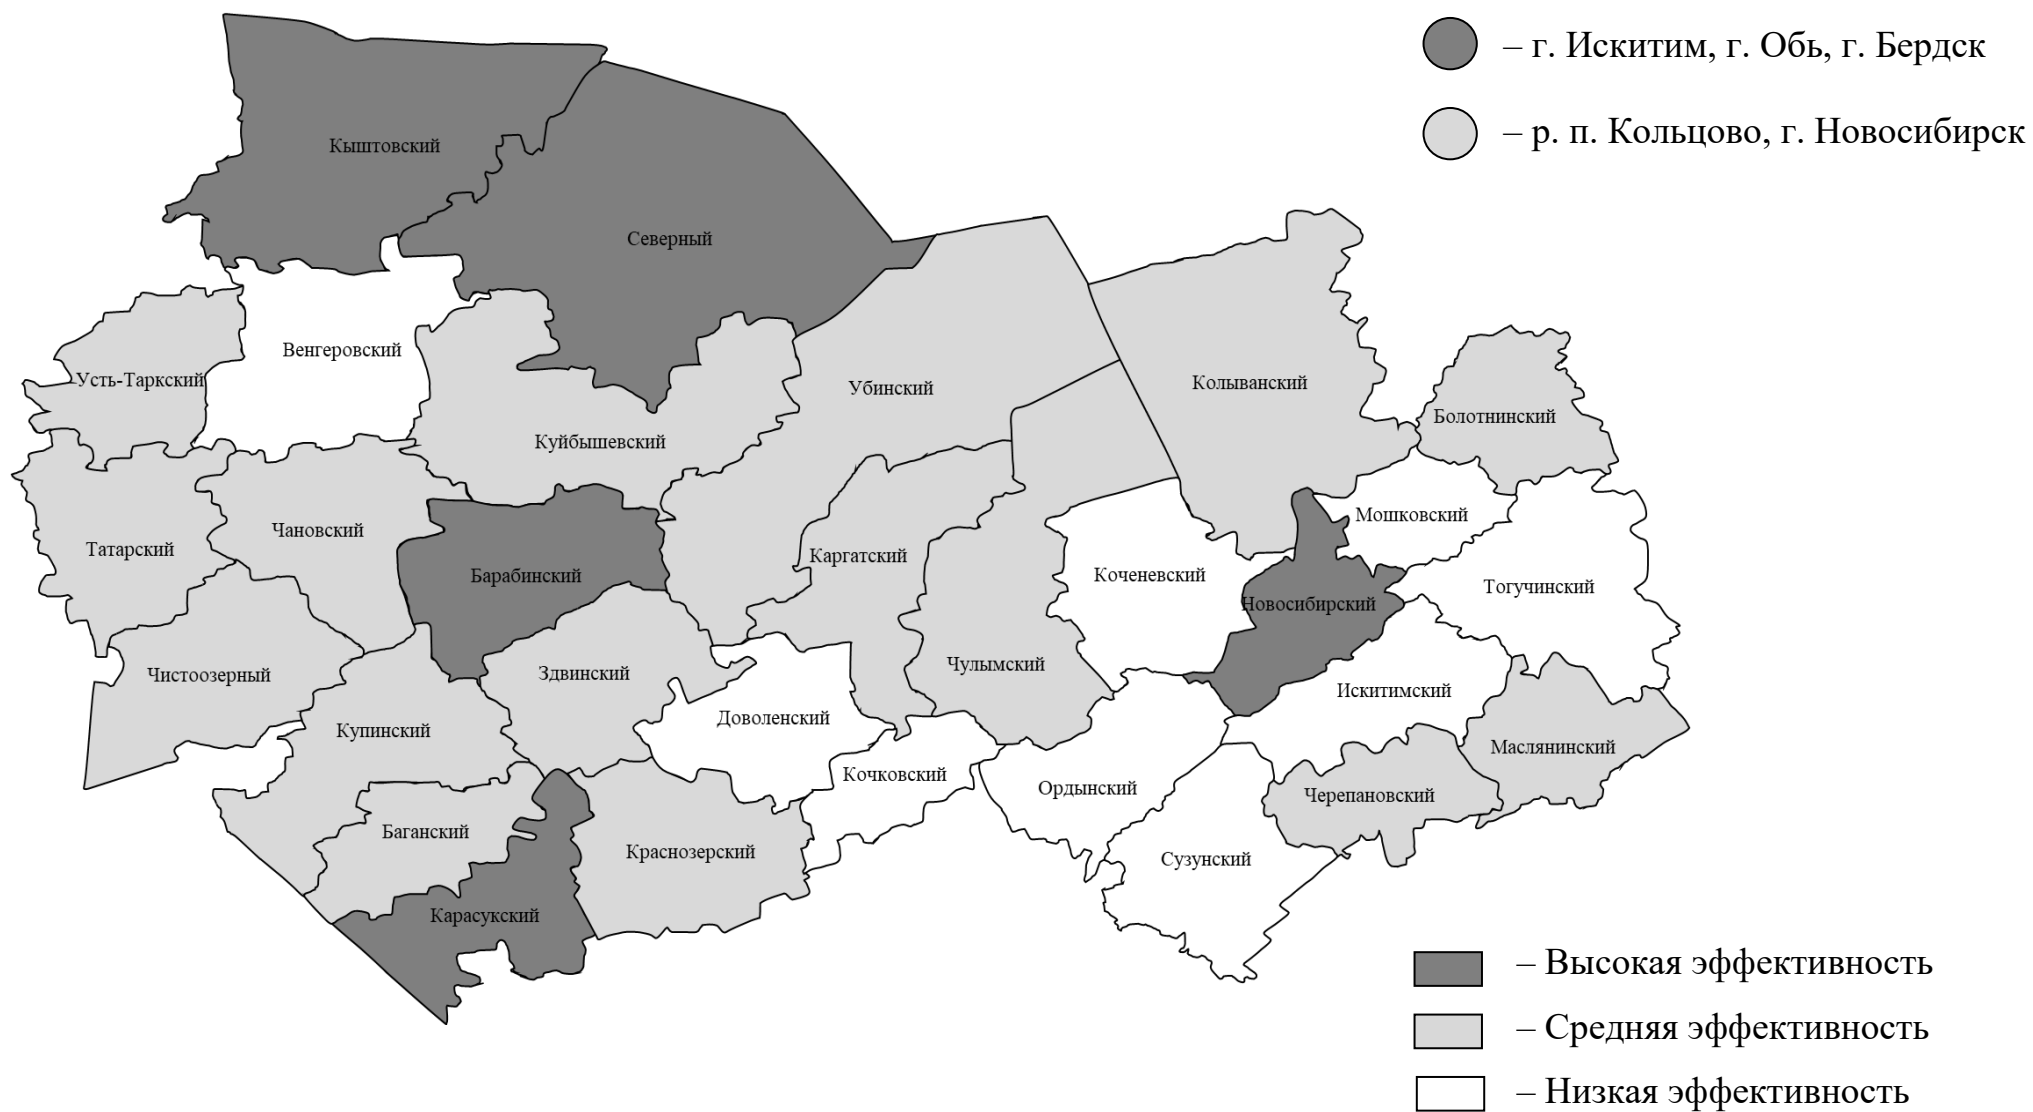 – г. Искитим, г. Обь, г. Бердск
– р. п. Кольцово, г. Новосибирск
Кыштовский
Северный
Венгеровский
Усть-Таркский
Убинский
Колыванский
Болотнинский
Куйбышевский
Чановский
Татарский
Мошковский
Барабинский
Каргатский
Коченевский
Тогучинский
Новосибирский
Чистоозерный
Здвинский
Чулымский
Искитимский
Купинский
Доволенский
Маслянинский
Кочковский
Ордынский
Черепановский
Баганский
Краснозерский
Сузунский
Карасукский
– Высокая эффективность
– Средняя эффективность
– Низкая эффективность